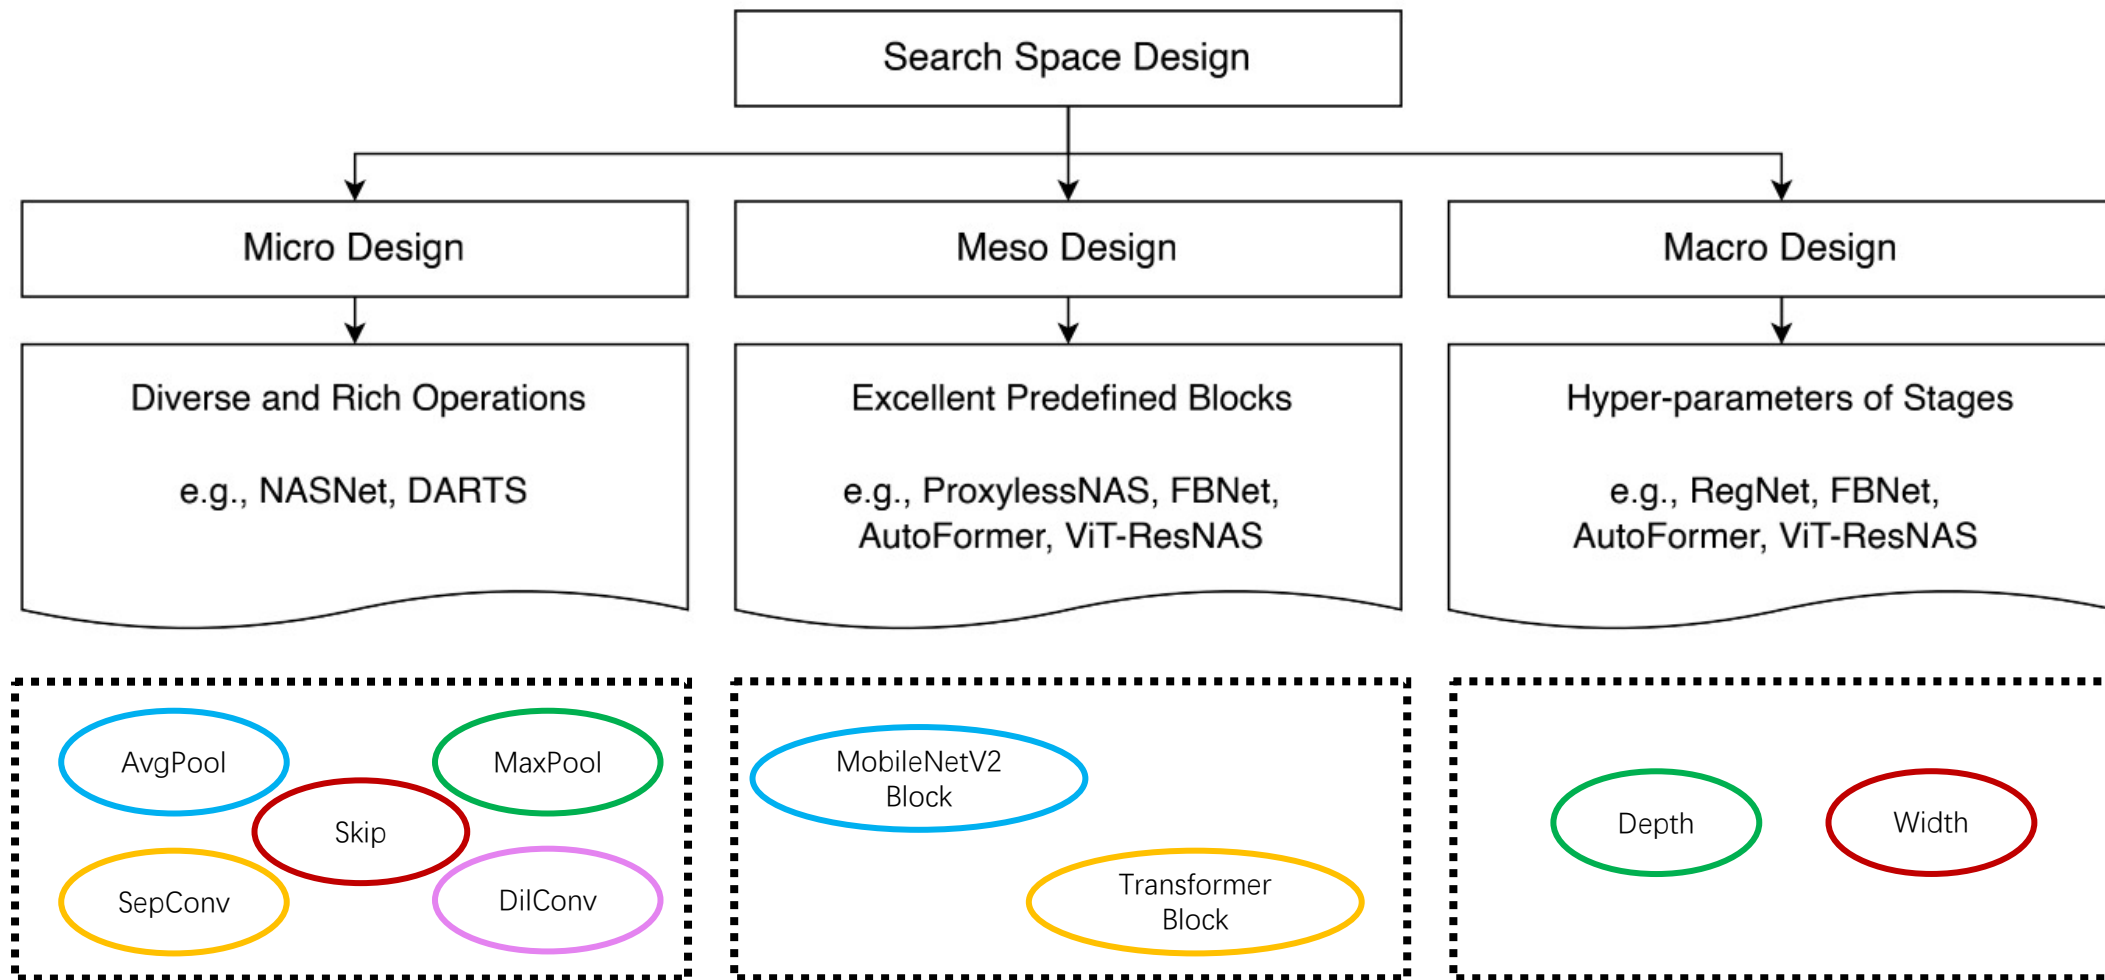 Search Space Design
Micro Design
Meso Design
Macro Design
Diverse and Rich Operations
e.g., NASNet, DARTS
Excellent Predefined Blocks
e.g., ProxylessNAS, FBNet,
AutoFormer, ViT-ResNAS
Hyper-parameters of Stages
e.g., RegNet, FBNet,
AutoFormer, ViT-ResNAS
AvgPool
MaxPool
Skip
SepConv
DilConv
MobileNetV2
Block
Transformer
Block
Depth
Width